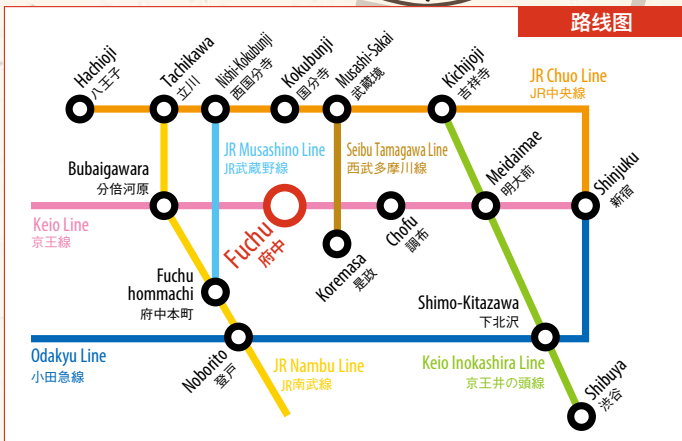 路线图
Hachioji
八王子
Tachikawa
立川
Nishi-Kokubunji
西国分寺
Kokubunji
国分寺
Musashi-Sakai
武蔵境
Kichijoji
吉祥寺
JR Chuo Line
JR中央線
Bubaigawara
分倍河原
JR Musashino Line
JR武蔵野線
Seibu Tamagawa Line
西武多摩川線
Meidaimae
明大前
Shinjuku
新宿
Keio Line
京王線
Fuchu
府中
Chofu
調布
Koremasa
是政
Fuchu
hommachi
府中本町
Shimo-Kitazawa
下北沢
Odakyu Line
小田急線
Noborito
登戸
JR Nambu Line
JR南武線
Keio Inokashira Line
京王井の頭線
Shibuya
渋谷